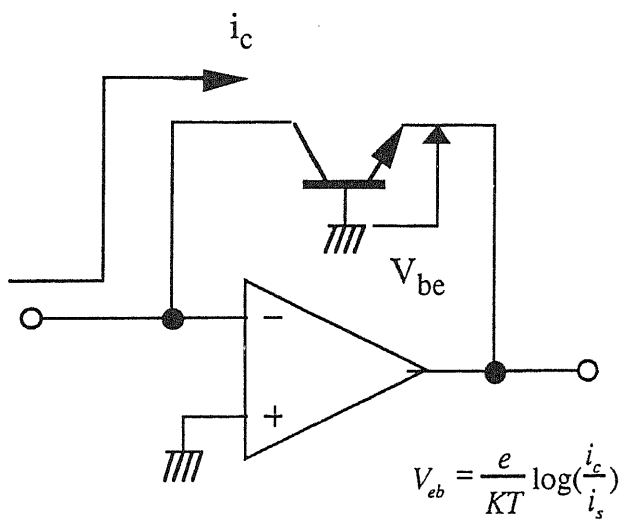 i_c
V_be
−
+
V_eb = e/KT log(i_c/i_s)